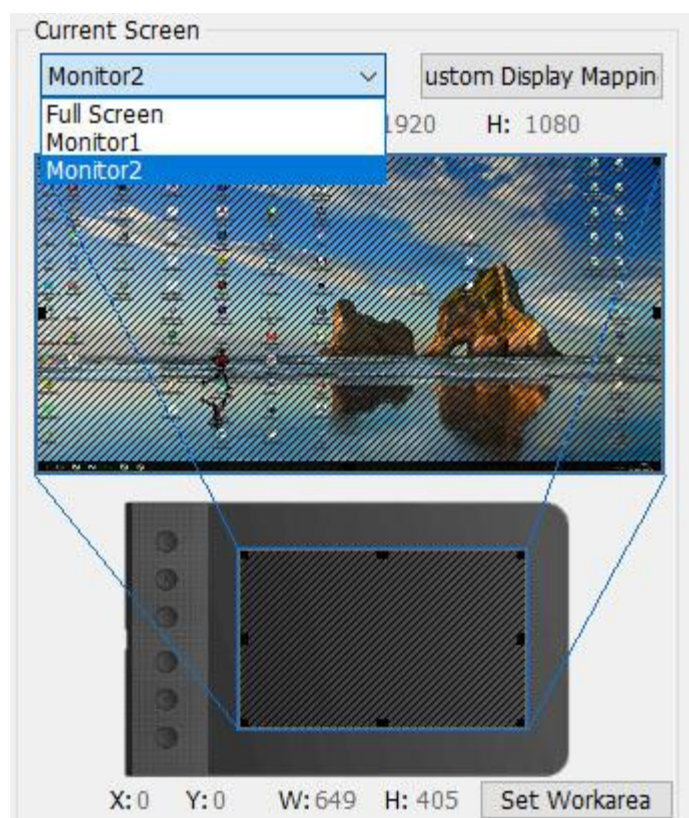 Current Screen
Monitor2 ustom Display Mappin
Full Screen
Monitor1 1920 H: 1080
Monitor2
X: 0 Y: 0 W: 649 H: 405 Set Workarea